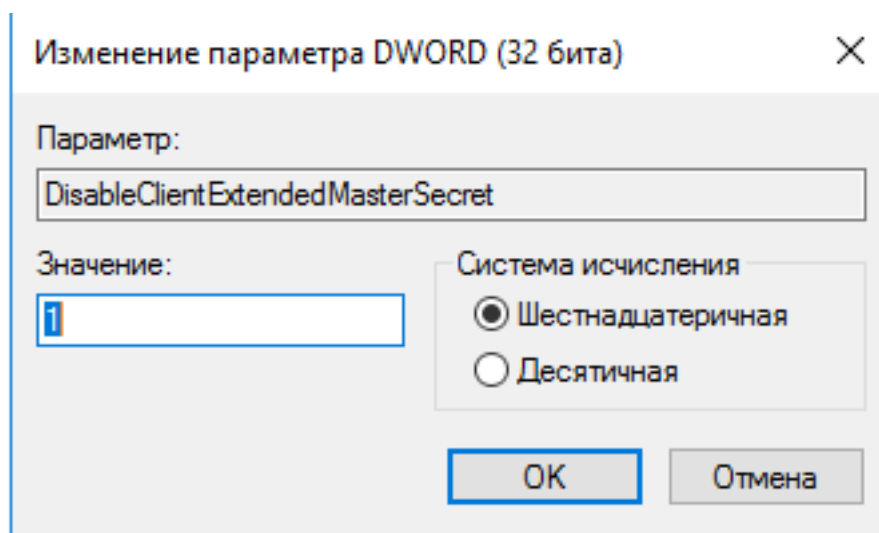 Изменение параметра DWORD (32 бита)
Параметр:
DisableClientExtendedMasterSecret
Значение:
1
Система исчисления
Шестнадцатеричная
Десятичная
OK
Отмена